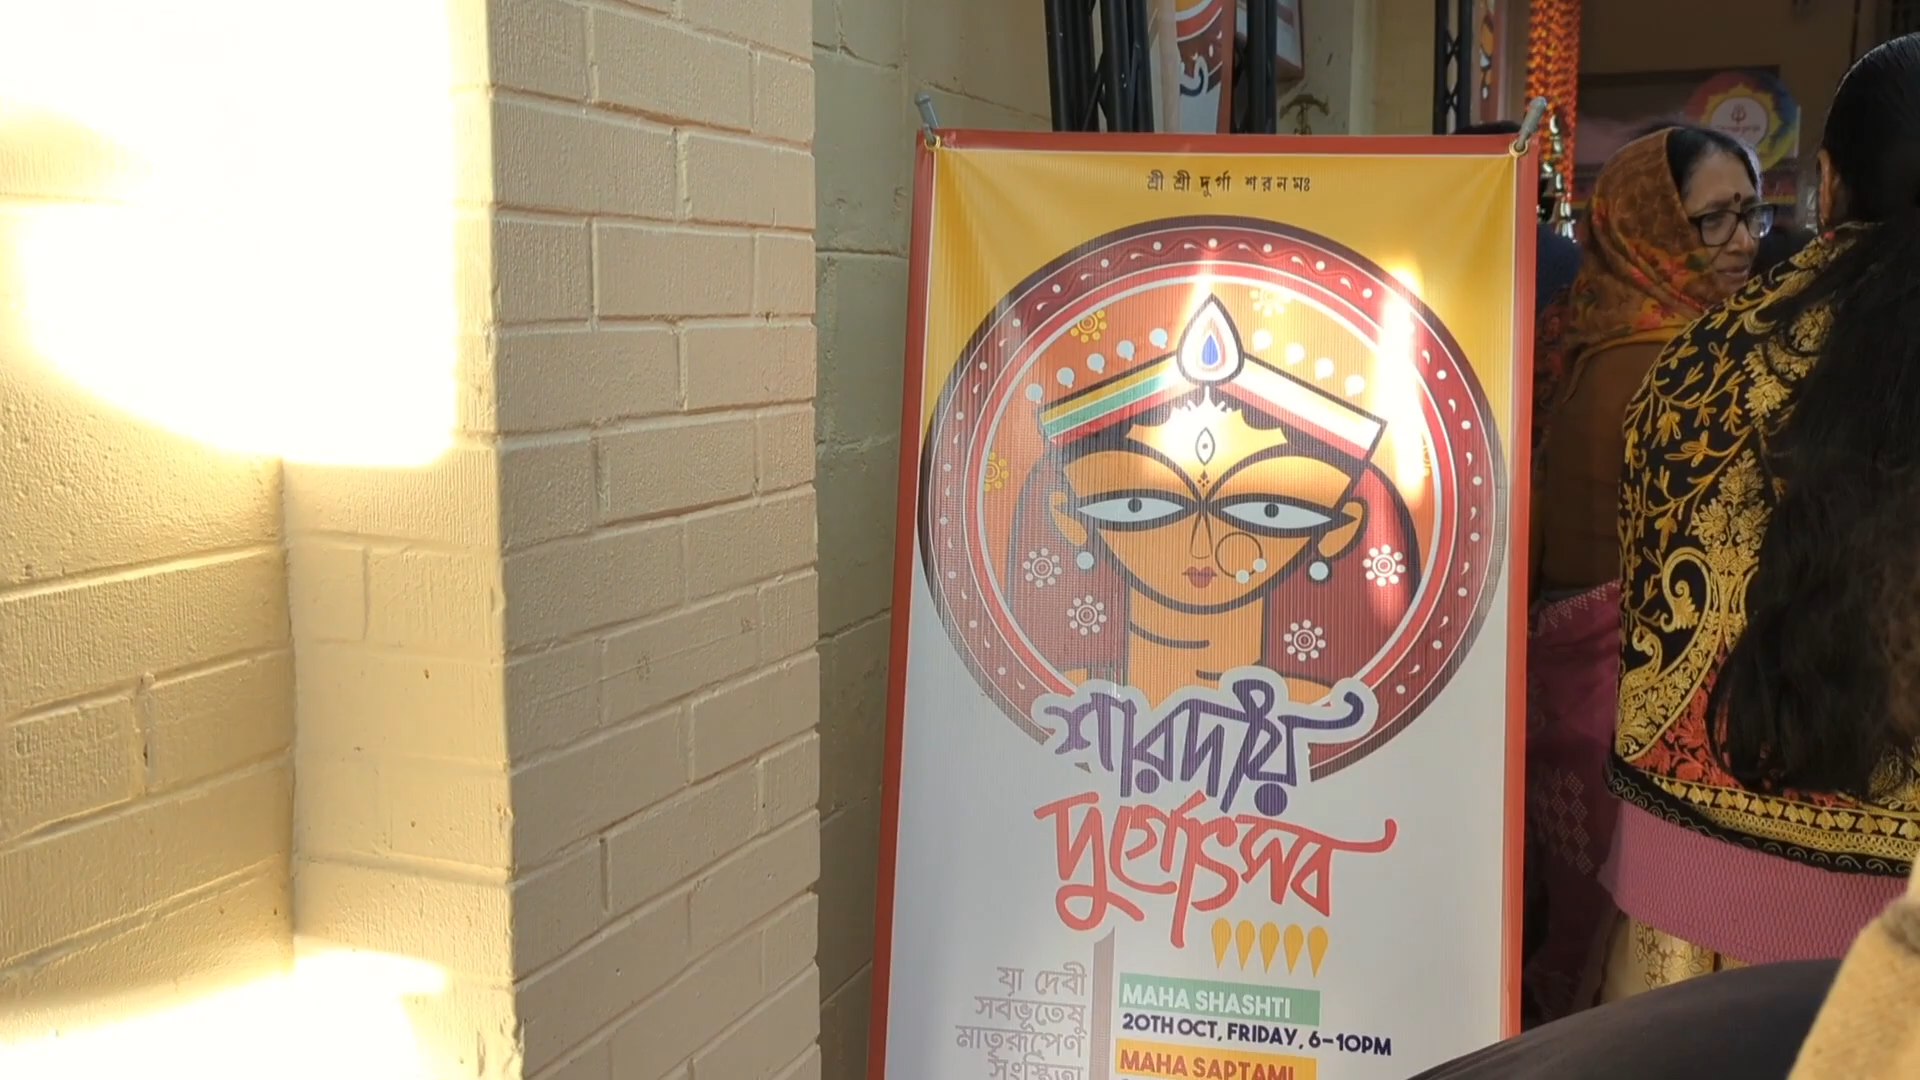 শ্রী শ্রী দুর্গা শরনমঃ
শারদীয়
দুর্গোৎসব
যা দেবী
সর্বভূতেষু
মাতৃরূপেণ
সংস্থিতা
MAHA SHASHTI
20TH OCT, FRIDAY, 6-10PM
MAHA SAPTAMI